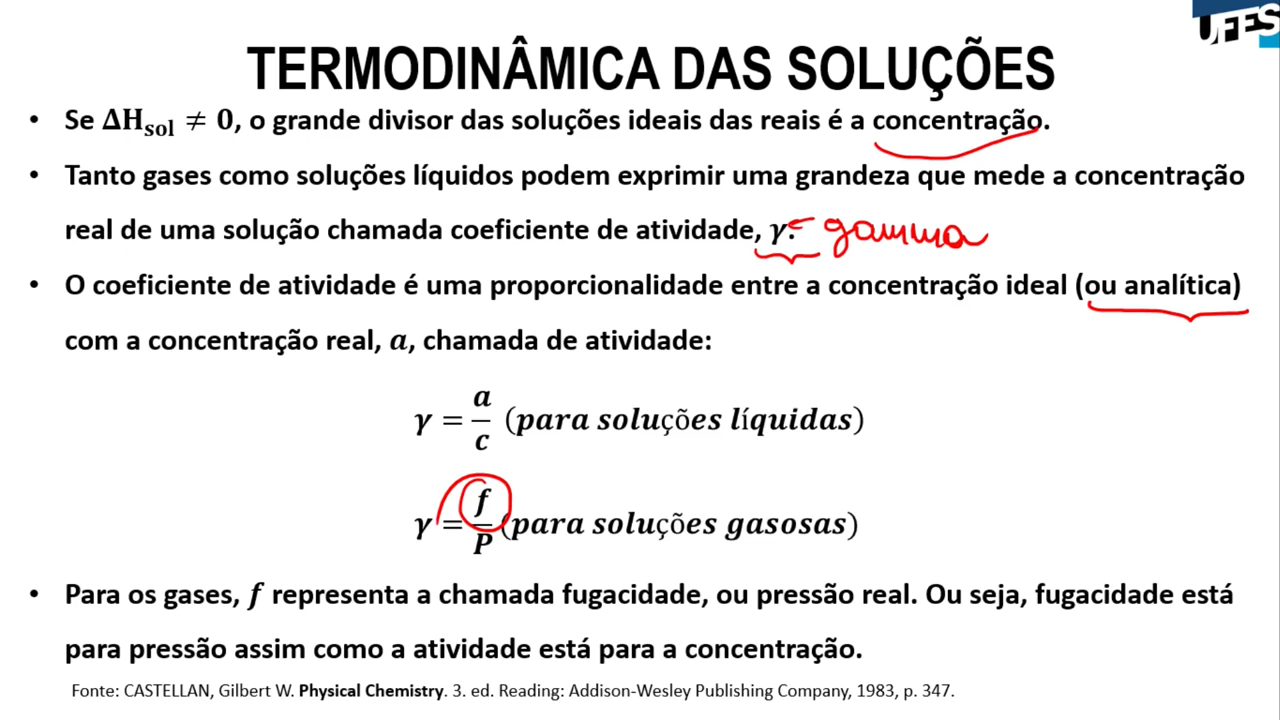 UFES
TERMODINÂMICA DAS SOLUÇÕES
• Se ΔH_sol ≠ 0, o grande divisor das soluções ideais das reais é a concentração.
• Tanto gases como soluções líquidos podem exprimir uma grandeza que mede a concentração
real de uma solução chamada coeficiente de atividade, γ. gamma
• O coeficiente de atividade é uma proporcionalidade entre a concentração ideal (ou analítica)
com a concentração real, a, chamada de atividade:
γ = a/c (para soluções líquidas)
γ = f/P (para soluções gasosas)
• Para os gases, f representa a chamada fugacidade, ou pressão real. Ou seja, fugacidade está
para pressão assim como a atividade está para a concentração.
Fonte: CASTELLAN, Gilbert W. Physical Chemistry. 3. ed. Reading: Addison-Wesley Publishing Company, 1983, p. 347.